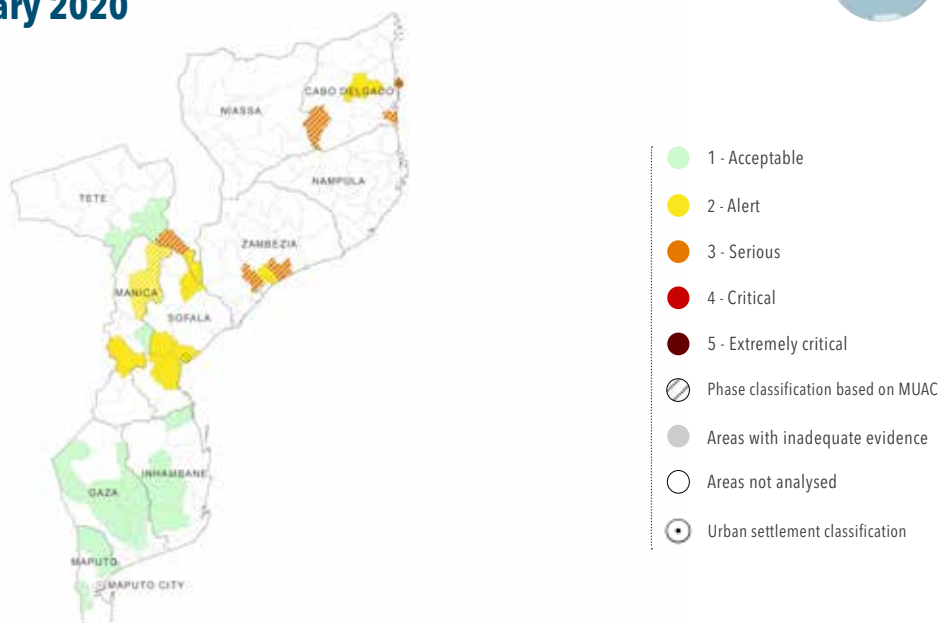 ary 2020
CABO DELGADO
NIASSA
NAMPULA
TETE
ZAMBEZIA
MANICA
SOFALA
INHAMBANE
GAZA
MAPUTO
MAPUTO CITY
1 - Acceptable
2 - Alert
3 - Serious
4 - Critical
5 - Extremely critical
Phase classification based on MUAC
Areas with inadequate evidence
Areas not analysed
Urban settlement classification